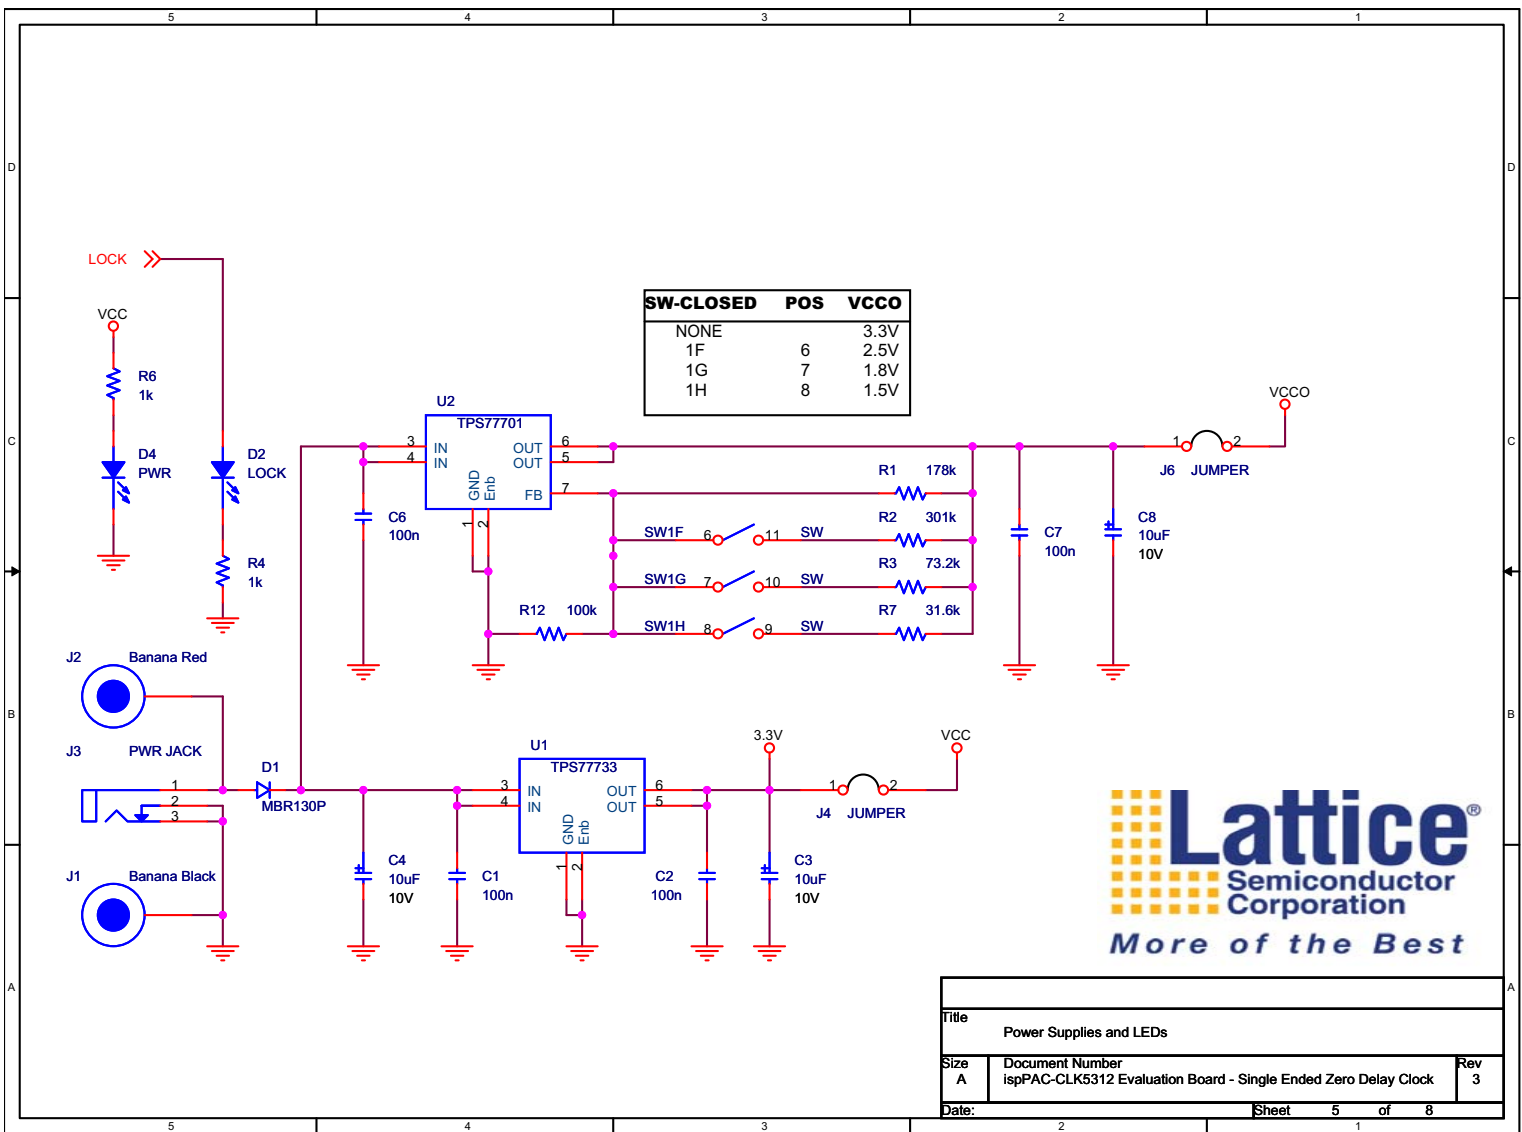 5 4 3 2 1
D D
LOCK
VCC
SW-CLOSED POS VCCO
NONE 3.3V
1F 6 2.5V
1G 7 1.8V
1H 8 1.5V
R6
1k
VCCO
U2
TPS77701
C C
D4
PWR
D2
LOCK
3 IN OUT 6
4 IN OUT 5
GND
Enb
FB 7
1
2
1 2
J6 JUMPER
R1 178k
C6
100n
SW1F 6 11 SW
R2 301k
C7
100n
C8
10uF
10V
R4
1k
SW1G 7 10 SW
R3 73.2k
R12 100k
SW1H 8 9 SW
R7 31.6k
J2 Banana Red
B B
J3 PWR JACK
1
2
3
D1
MBR130P
U1
TPS77733
3.3V
VCC
3 IN OUT 6
4 IN OUT 5
GND
Enb
1
2
1 2
J4 JUMPER
J1 Banana Black
C4
10uF
10V
C1
100n
C2
100n
C3
10uF
10V
Lattice®
Semiconductor
Corporation
More of the Best
A A
Title
Power Supplies and LEDs
Size
A
Document Number
ispPAC-CLK5312 Evaluation Board - Single Ended Zero Delay Clock
Rev
3
Date:
Sheet 5 of 8
5 4 3 2 1